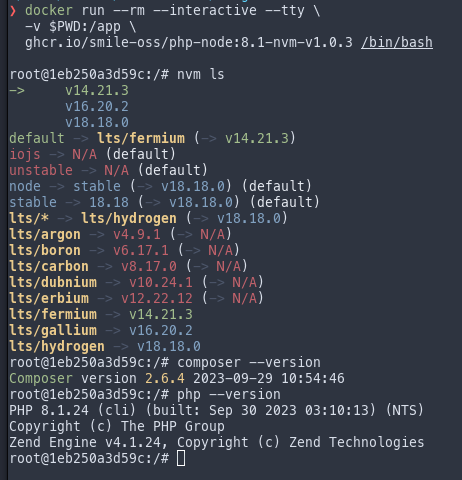 ❯ docker run --rm --interactive --tty \
-v $PWD:/app \
ghcr.io/smile-oss/php-node:8.1-nvm-v1.0.3 /bin/bash
root@1eb250a3d59c:/# nvm ls
-> v14.21.3
v16.20.2
v18.18.0
default -> lts/fermium (-> v14.21.3)
iojs -> N/A (default)
unstable -> N/A (default)
node -> stable (-> v18.18.0) (default)
stable -> 18.18 (-> v18.18.0) (default)
lts/* -> lts/hydrogen (-> v18.18.0)
lts/argon -> v4.9.1 (-> N/A)
lts/boron -> v6.17.1 (-> N/A)
lts/carbon -> v8.17.0 (-> N/A)
lts/dubnium -> v10.24.1 (-> N/A)
lts/erbium -> v12.22.12 (-> N/A)
lts/fermium -> v14.21.3
lts/gallium -> v16.20.2
lts/hydrogen -> v18.18.0
root@1eb250a3d59c:/# composer --version
Composer version 2.6.4 2023-09-29 10:54:46
root@1eb250a3d59c:/# php --version
PHP 8.1.24 (cli) (built: Sep 30 2023 03:10:13) (NTS)
Copyright (c) The PHP Group
Zend Engine v4.1.24, Copyright (c) Zend Technologies
root@1eb250a3d59c:/#